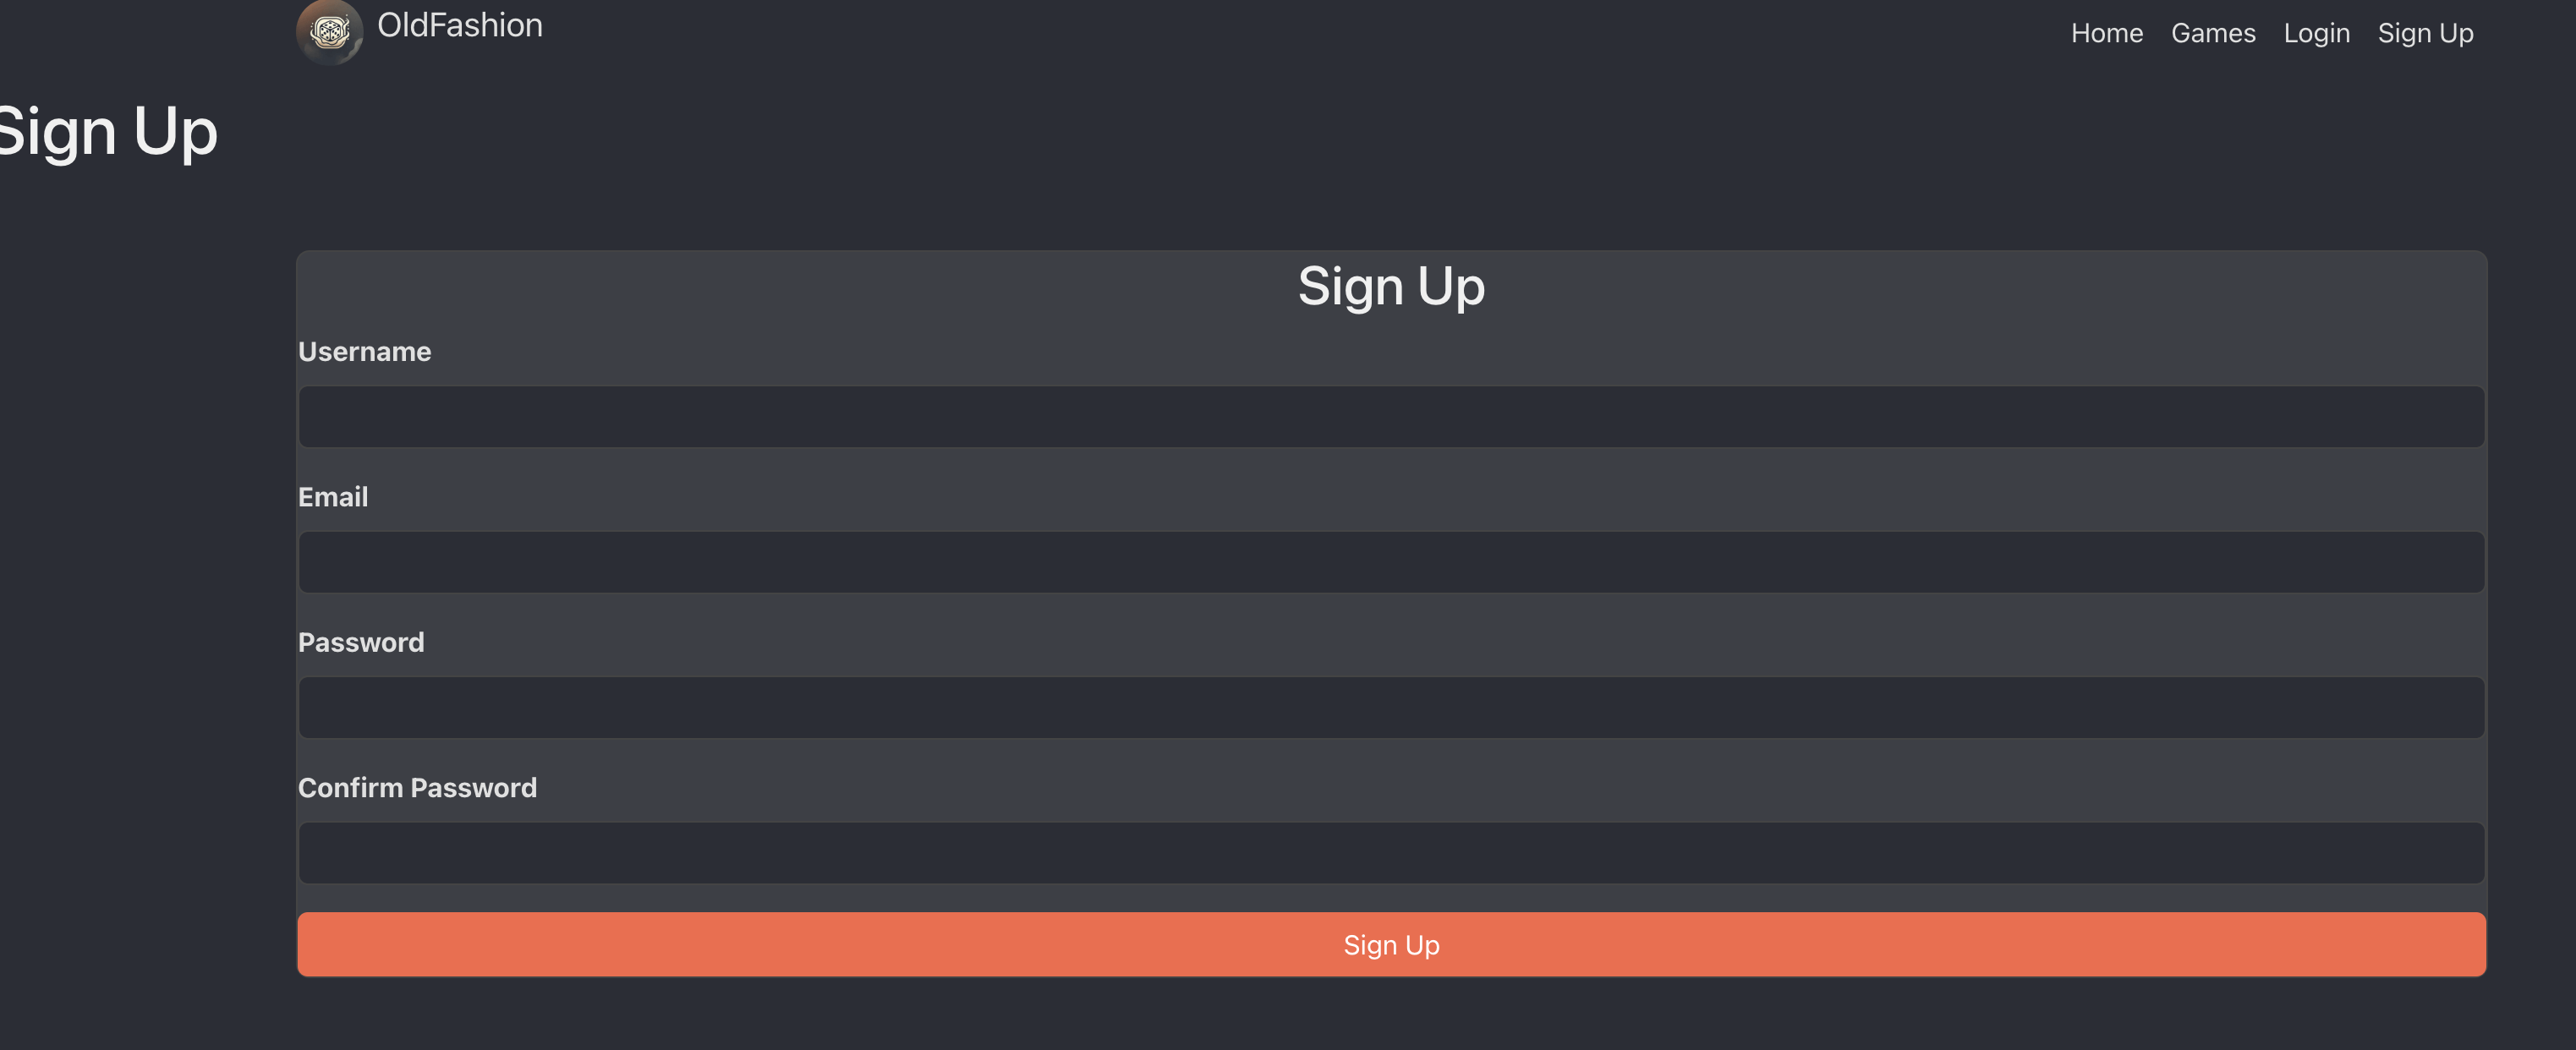 OldFashion
Home Games Login Sign Up
Sign Up
Sign Up
Username
Email
Password
Confirm Password
Sign Up